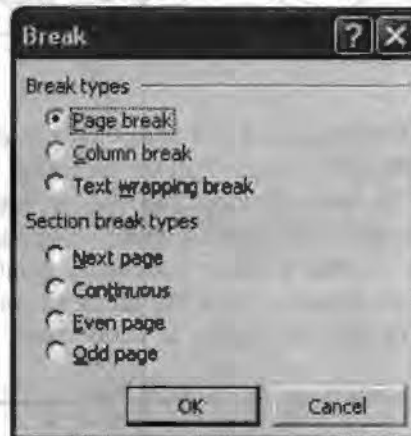 Break
Break types
Page break
Column break
Text wrapping break
Section break types
Next page
Continuous
Even page
Odd page
OK Cancel